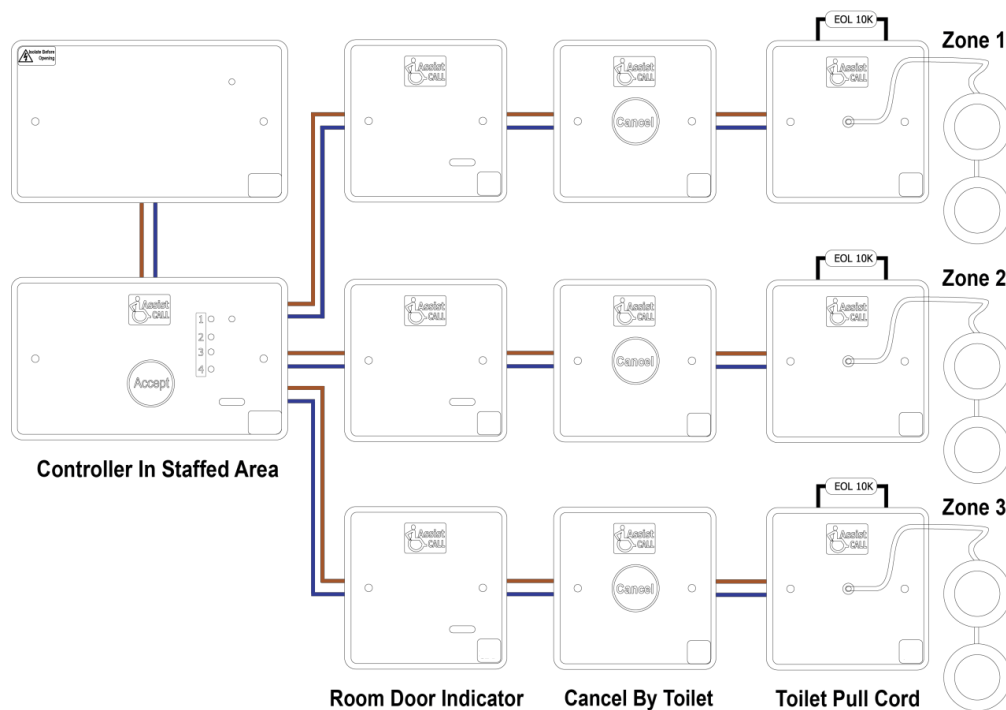 EOL 10K
Zone 1
Isolate Before
Opening
Assist
CALL
Assist
CALL
Assist
CALL
Cancel
EOL 10K
Zone 2
Assist
CALL
1
2
3
4
Accept
Assist
CALL
Assist
CALL
Cancel
Assist
CALL
Controller In Staffed Area
EOL 10K
Zone 3
Assist
CALL
Assist
CALL
Cancel
Assist
CALL
Room Door Indicator
Cancel By Toilet
Toilet Pull Cord